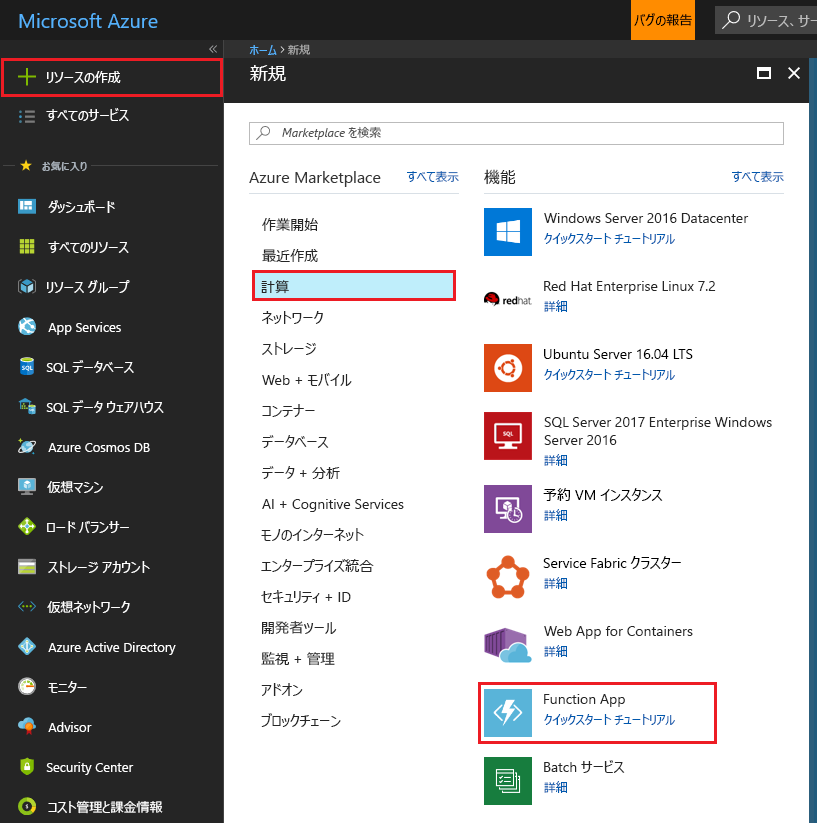 Microsoft Azure
バグの報告
リソース、サー
«
ホーム > 新規
リソースの作成
すべてのサービス
お気に入り
ダッシュボード
すべてのリソース
リソース グループ
App Services
SQL データベース
SQL データ ウェアハウス
Azure Cosmos DB
仮想マシン
ロード バランサー
ストレージ アカウント
仮想ネットワーク
Azure Active Directory
モニター
Advisor
Security Center
コスト管理と課金情報
新規
Marketplace を検索
Azure Marketplace すべて表示
作業開始
最近作成
計算
ネットワーク
ストレージ
Web + モバイル
コンテナー
データベース
データ + 分析
AI + Cognitive Services
モノのインターネット
エンタープライズ統合
セキュリティ + ID
開発者ツール
監視 + 管理
アドオン
ブロックチェーン
機能 すべて表示
Windows Server 2016 Datacenter
クイックスタート チュートリアル
redhat
Red Hat Enterprise Linux 7.2
詳細
Ubuntu Server 16.04 LTS
クイックスタート チュートリアル
SQL Server 2017 Enterprise Windows
Server 2016
詳細
予約 VM インスタンス
詳細
Service Fabric クラスター
詳細
Web App for Containers
詳細
Function App
クイックスタート チュートリアル
Batch サービス
詳細